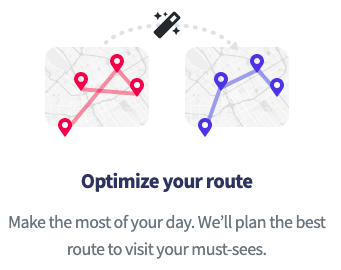 Optimize your route
Make the most of your day. We’ll plan the best
route to visit your must-sees.